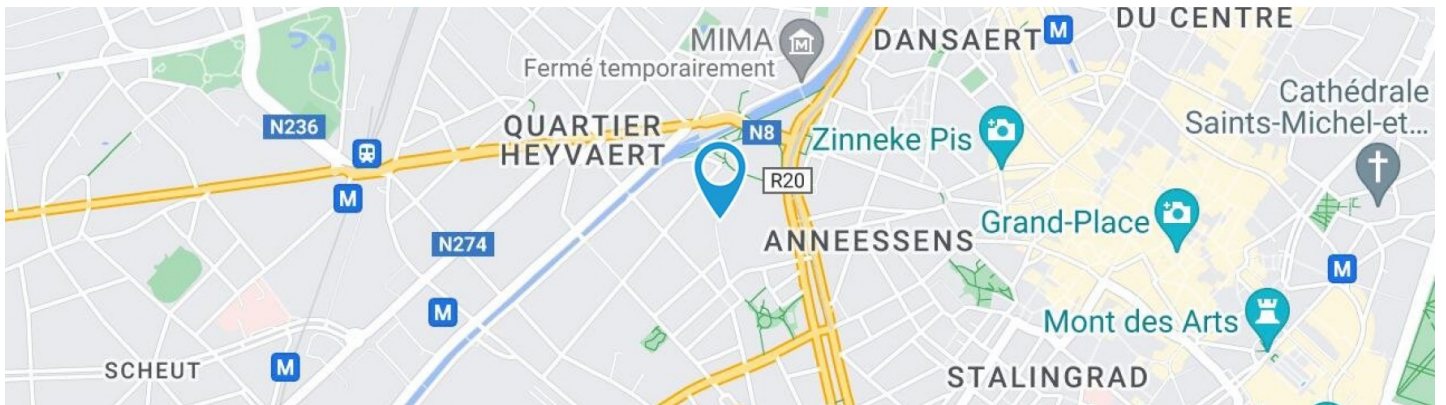 DU CENTRE
M
MIMA
Fermé temporairement
DANSAERT
M
Cathédrale
Saints-Michel-et...
N236
QUARTIER
HEYVAERT
N8
Zinneke Pis
R20
M
Grand-Place
N274
ANNEESSENS
M
M
Mont des Arts
SCHEUT
M
STALINGRAD